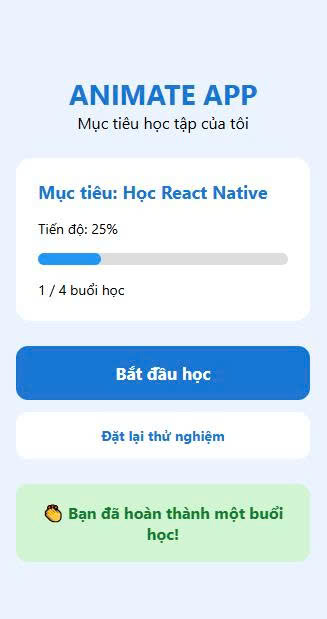 ANIMATE APP
Mục tiêu học tập của tôi
Mục tiêu: Học React Native
Tiến độ: 25%
1 / 4 buổi học
Bắt đầu học
Đặt lại thử nghiệm
👏 Bạn đã hoàn thành một buổi
học!